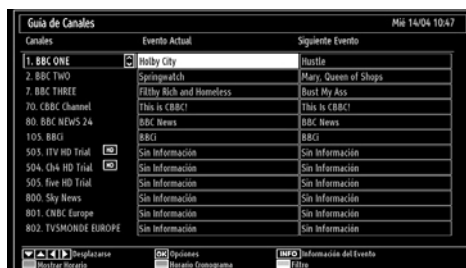 Guia de Canales Mié 14/04 10:47
Canales Evento Actual Siguiente Evento
1. BBC ONE Holby City Hustle
2. BBC TWO Springwatch Mary, Queen of Shops
7. BBC THREE Filthy Rich and Homeless Bust My Ass
70. CBBC Channel This is CBBC! This Is CBBC!
80. BBC NEWS 24 BBC News BBC News
105. BBCi BBCi BBCi
503. ITV HD Trial HD Sin Información Sin Información
504. Ch4 HD Trial HD Sin Información Sin Información
505. five HD Trial Sin Información Sin Información
800. Sky News Sin Información Sin Información
801. CNBC Europe Sin Información Sin Información
802. TV5MONDE EUROPE Sin Información Sin Información
Desplazarse OK Opciones INFO Información del Evento
Mostrar Horario Horario Cronograma Filtro